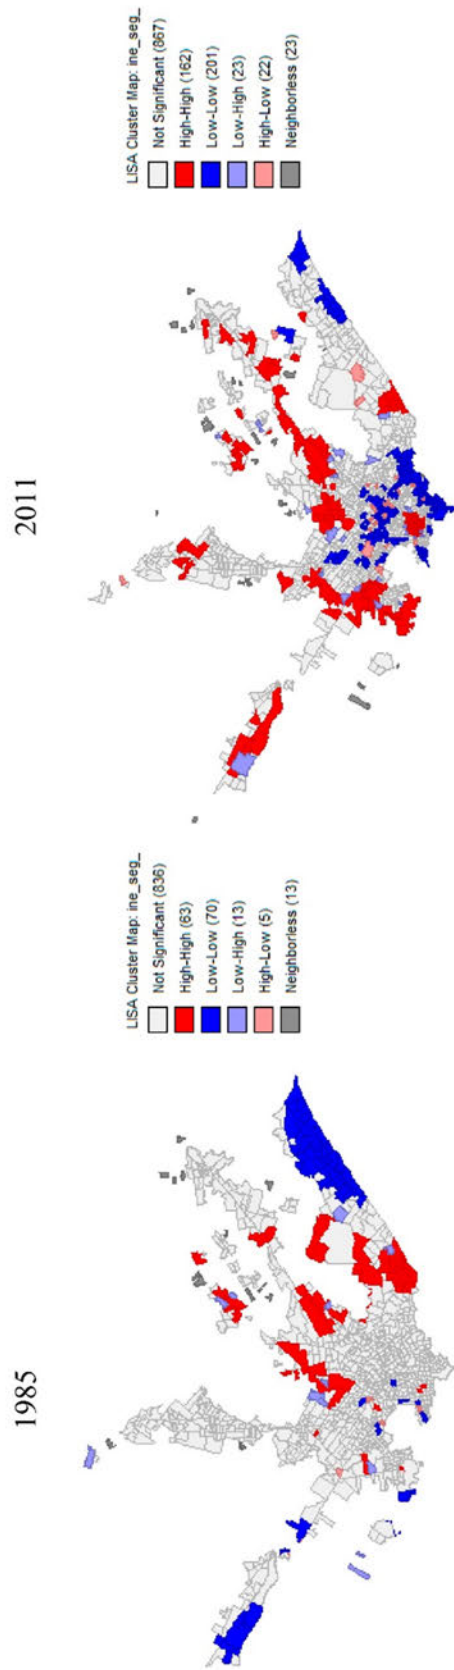 1985
LISA Cluster Map: ine_seg_
Not Significant (836)
High-High (63)
Low-Low (70)
Low-High (13)
High-Low (5)
Neighborless (13)
2011
LISA Cluster Map: ine_seg_
Not Significant (867)
High-High (162)
Low-Low (201)
Low-High (23)
High-Low (22)
Neighborless (23)